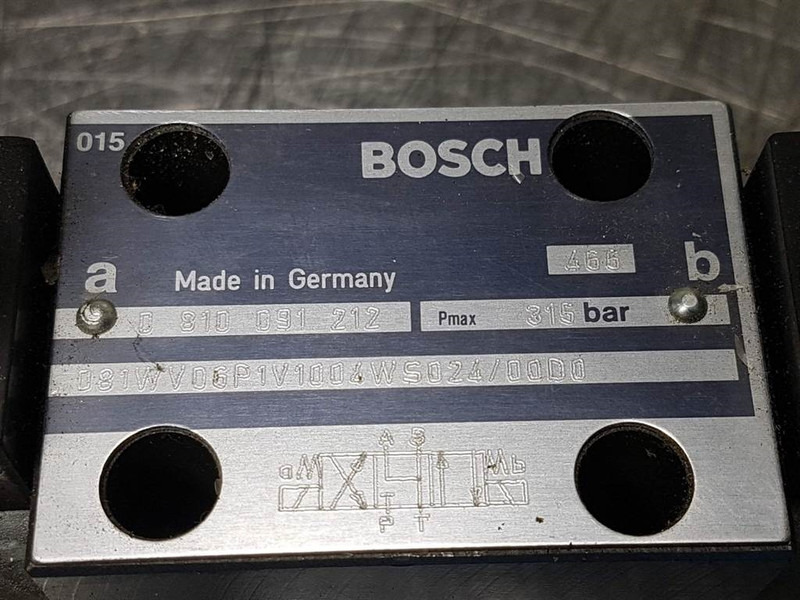 015
BOSCH
466
a b
Made in Germany
0 810 091 212 Pmax 315 bar
081WV06P1V1004WS024/00D0
A B
a W W b
P T